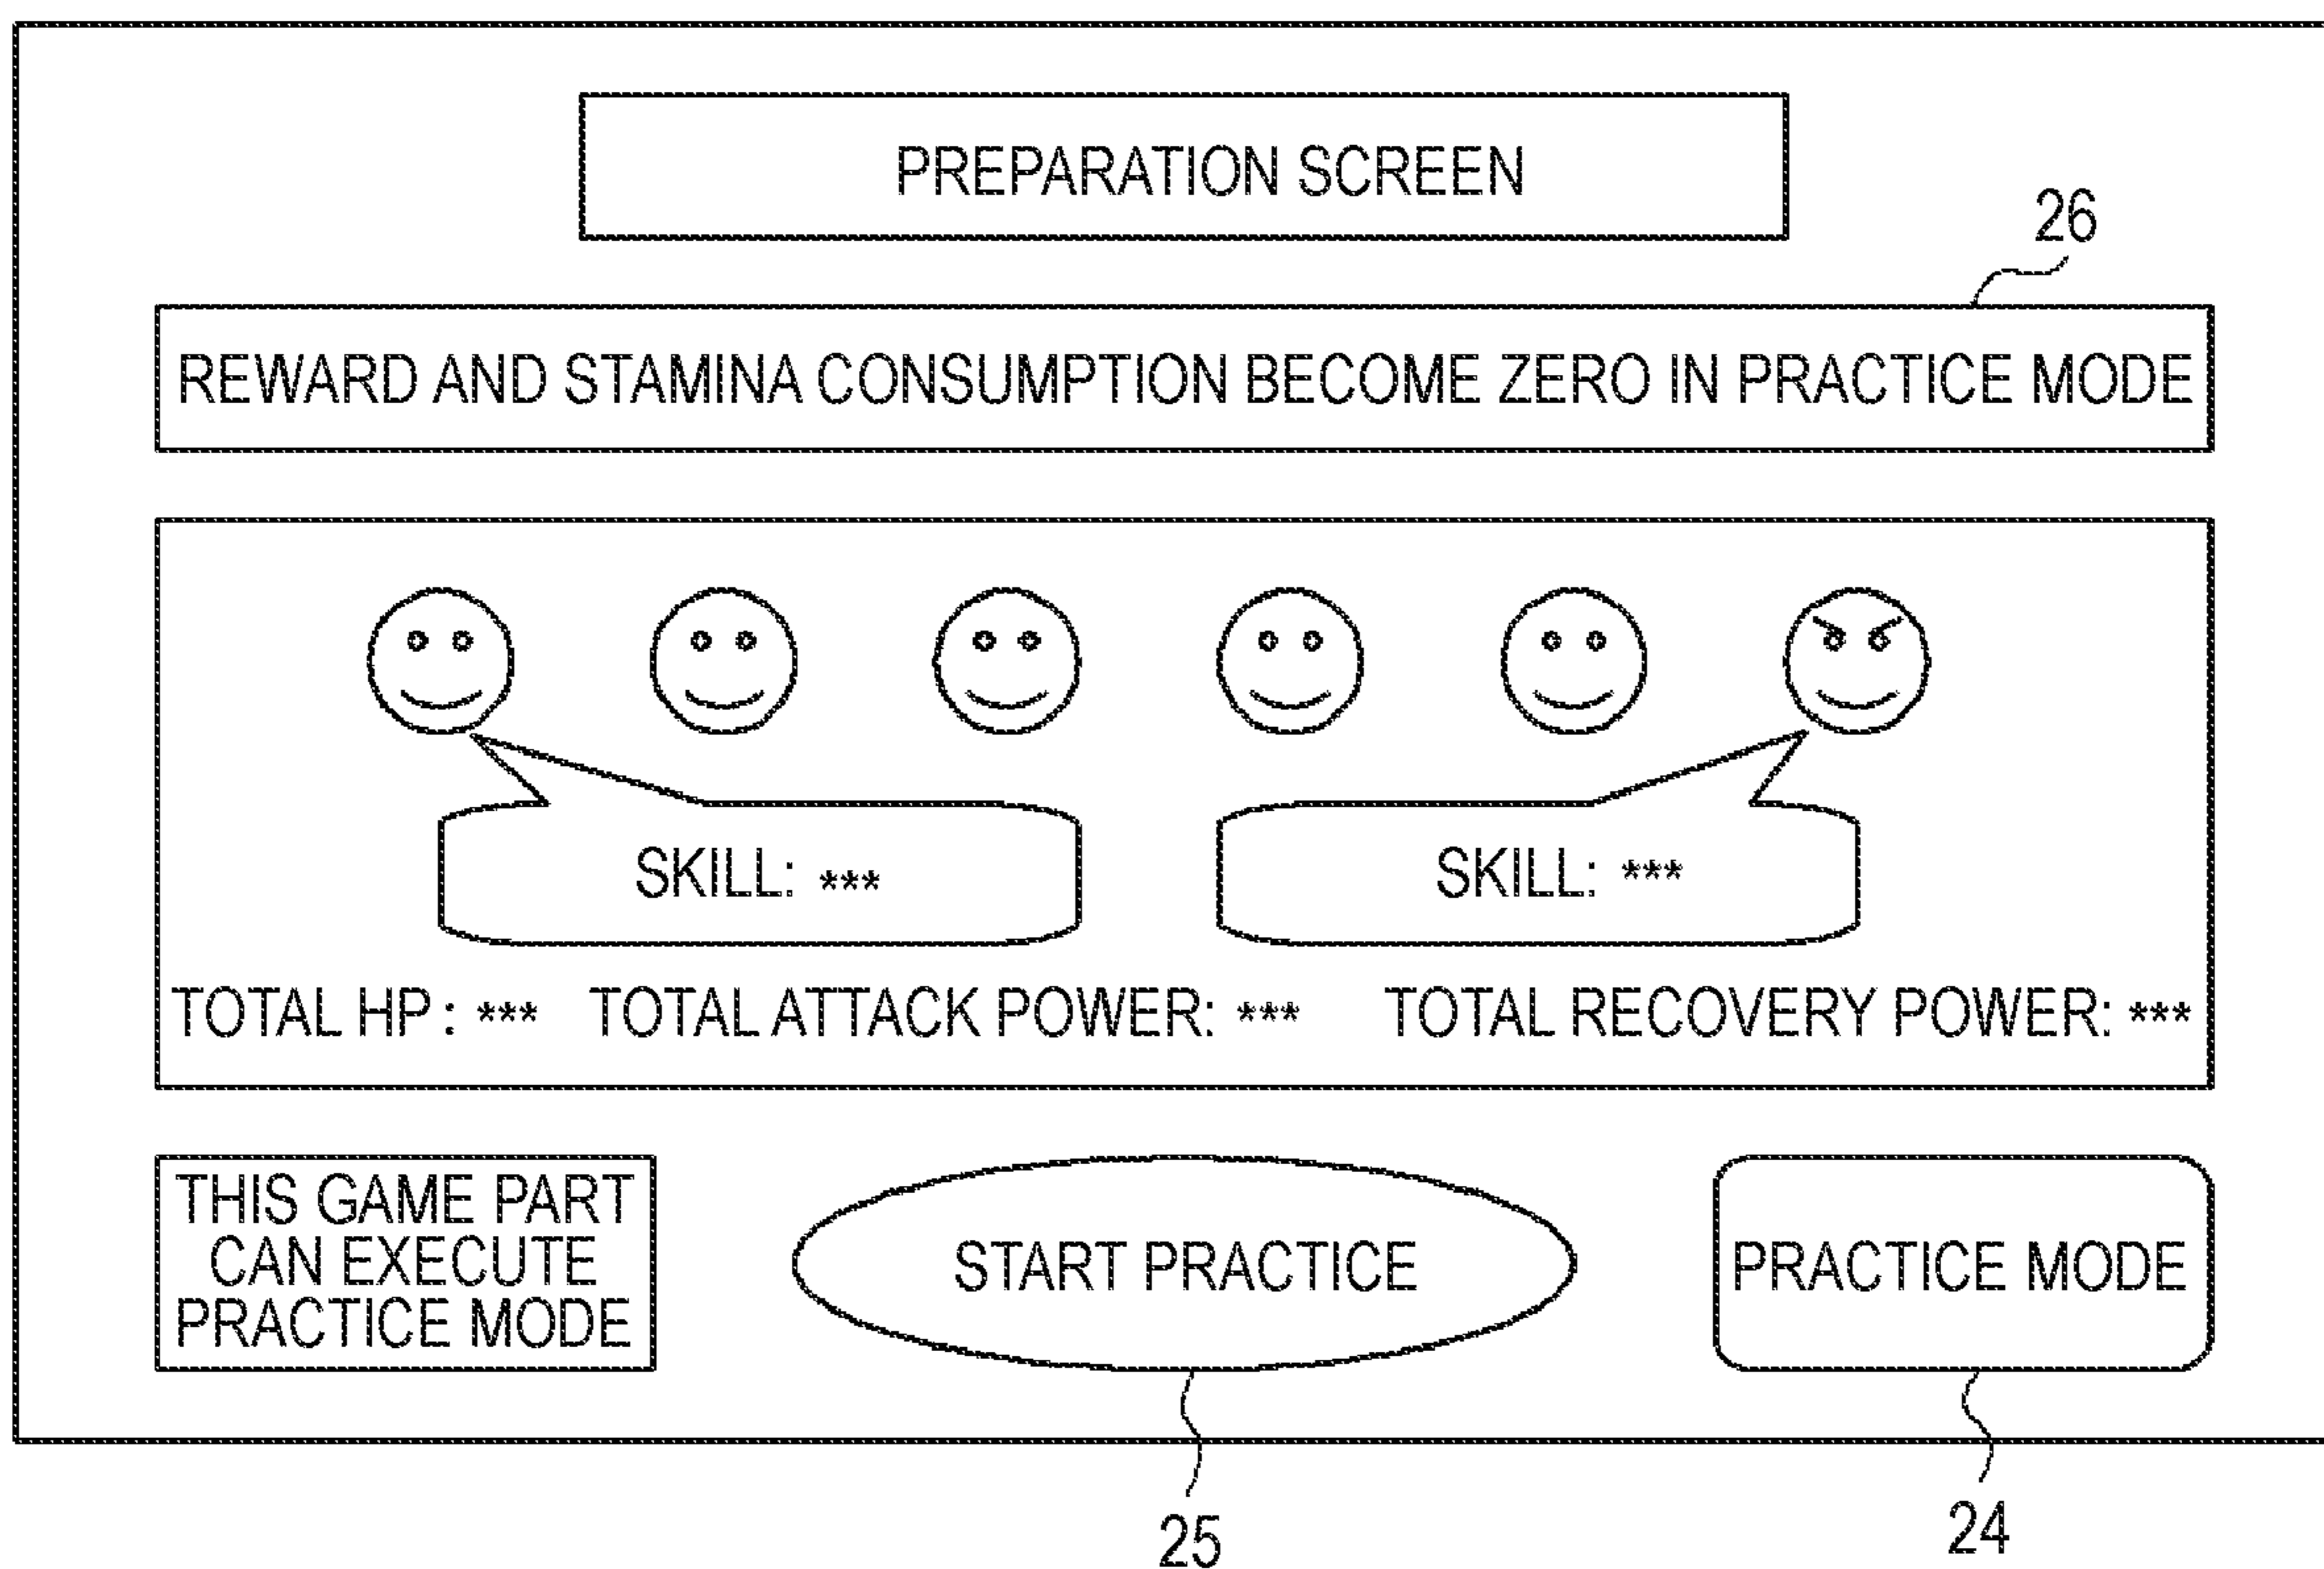 PREPARATION SCREEN
26
REWARD AND STAMINA CONSUMPTION BECOME ZERO IN PRACTICE MODE
SKILL: ***
SKILL: ***
TOTAL HP : *** TOTAL ATTACK POWER: *** TOTAL RECOVERY POWER: ***
THIS GAME PART
CAN EXECUTE
PRACTICE MODE
START PRACTICE
PRACTICE MODE
25
24